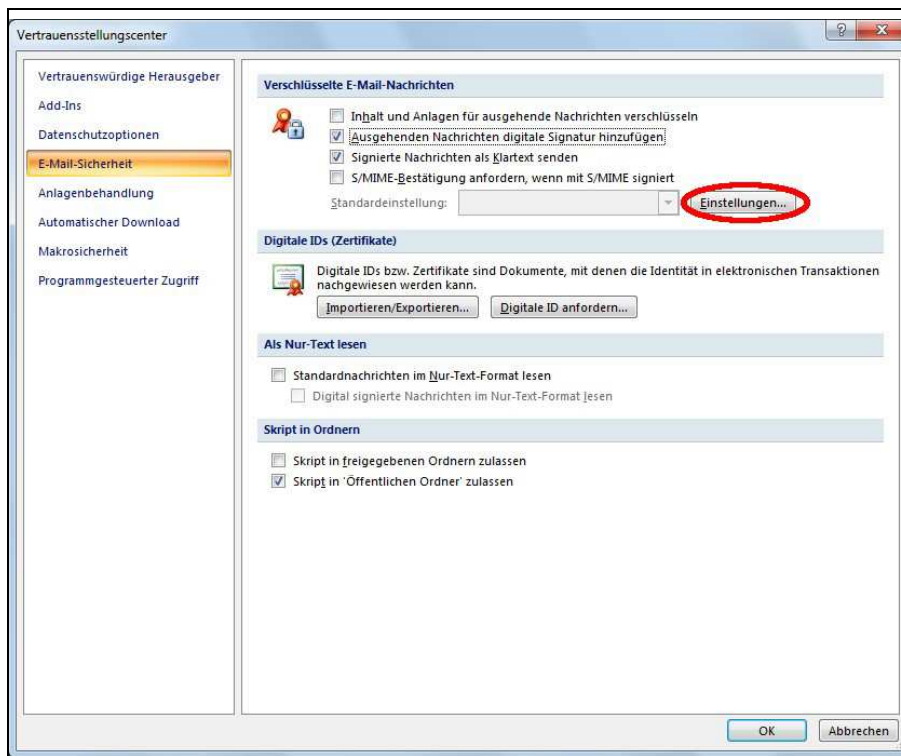 Vertrauensstellungscenter
Vertrauenswürdige Herausgeber
Add-Ins
Datenschutzoptionen
E-Mail-Sicherheit
Anlagenbehandlung
Automatischer Download
Makrosicherheit
Programmgesteuerter Zugriff
Verschlüsselte E-Mail-Nachrichten
Inhalt und Anlagen für ausgehende Nachrichten verschlüsseln
Ausgehenden Nachrichten digitale Signatur hinzufügen
Signierte Nachrichten als Klartext senden
S/MIME-Bestätigung anfordern, wenn mit S/MIME signiert
Standardeinstellung:
Einstellungen...
Digitale IDs (Zertifikate)
Digitale IDs bzw. Zertifikate sind Dokumente, mit denen die Identität in elektronischen Transaktionen
nachgewiesen werden kann.
Importieren/Exportieren...
Digitale ID anfordern...
Als Nur-Text lesen
Standardnachrichten im Nur-Text-Format lesen
Digital signierte Nachrichten im Nur-Text-Format lesen
Skript in Ordnern
Skript in freigegebenen Ordnern zulassen
Skript in 'Öffentlichen Ordner' zulassen
OK
Abbrechen